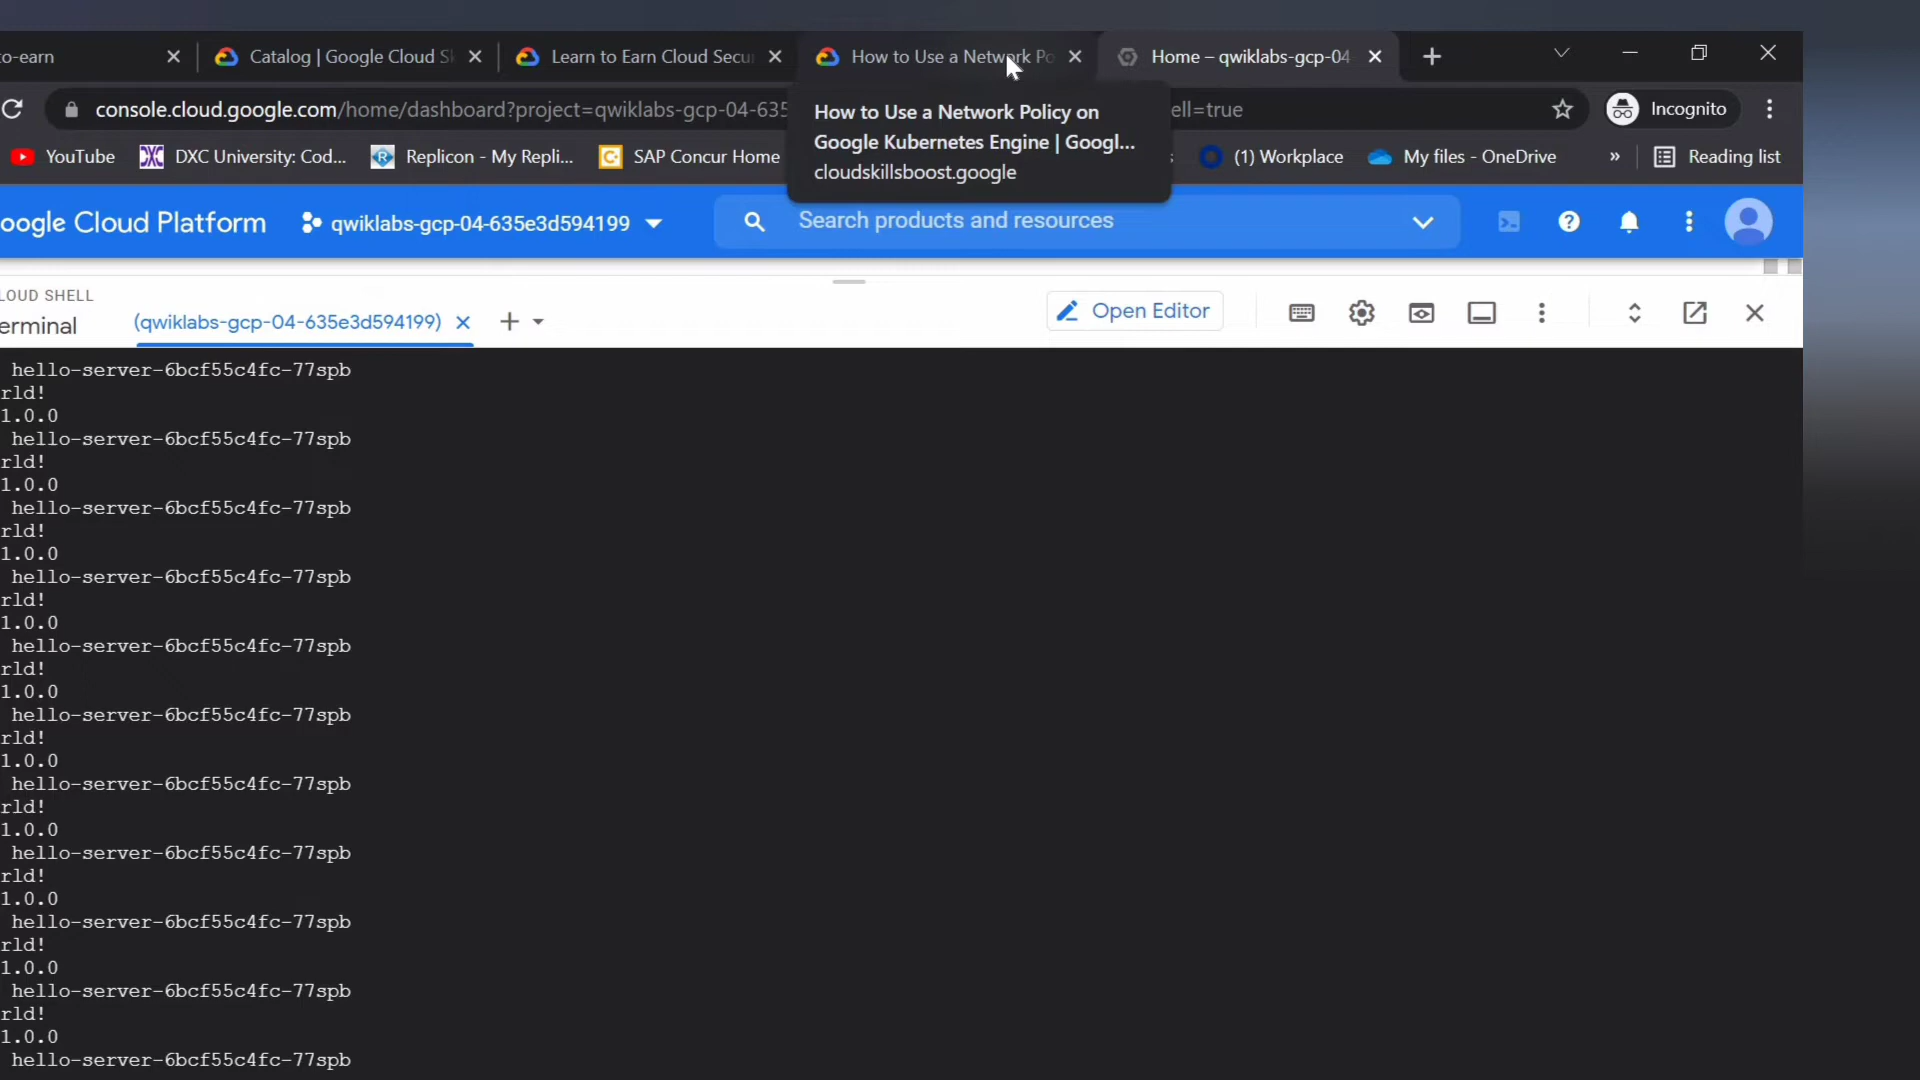 o-earn
Catalog | Google Cloud Sk
Learn to Earn Cloud Secu
How to Use a Network Po
Home – qwiklabs-gcp-04
console.cloud.google.com/home/dashboard?project=qwiklabs-gcp-04-635
ell=true
Incognito
How to Use a Network Policy on
Google Kubernetes Engine | Googl...
cloudskillsboost.google
YouTube
DXC University: Cod...
Replicon - My Repli...
SAP Concur Home
(1) Workplace
My files - OneDrive
»
Reading list
oogle Cloud Platform
qwiklabs-gcp-04-635e3d594199
Search products and resources
LOUD SHELL
erminal
(qwiklabs-gcp-04-635e3d594199)
Open Editor
hello-server-6bcf55c4fc-77spb
rld!
1.0.0
hello-server-6bcf55c4fc-77spb
rld!
1.0.0
hello-server-6bcf55c4fc-77spb
rld!
1.0.0
hello-server-6bcf55c4fc-77spb
rld!
1.0.0
hello-server-6bcf55c4fc-77spb
rld!
1.0.0
hello-server-6bcf55c4fc-77spb
rld!
1.0.0
hello-server-6bcf55c4fc-77spb
rld!
1.0.0
hello-server-6bcf55c4fc-77spb
rld!
1.0.0
hello-server-6bcf55c4fc-77spb
rld!
1.0.0
hello-server-6bcf55c4fc-77spb
rld!
1.0.0
hello-server-6bcf55c4fc-77spb